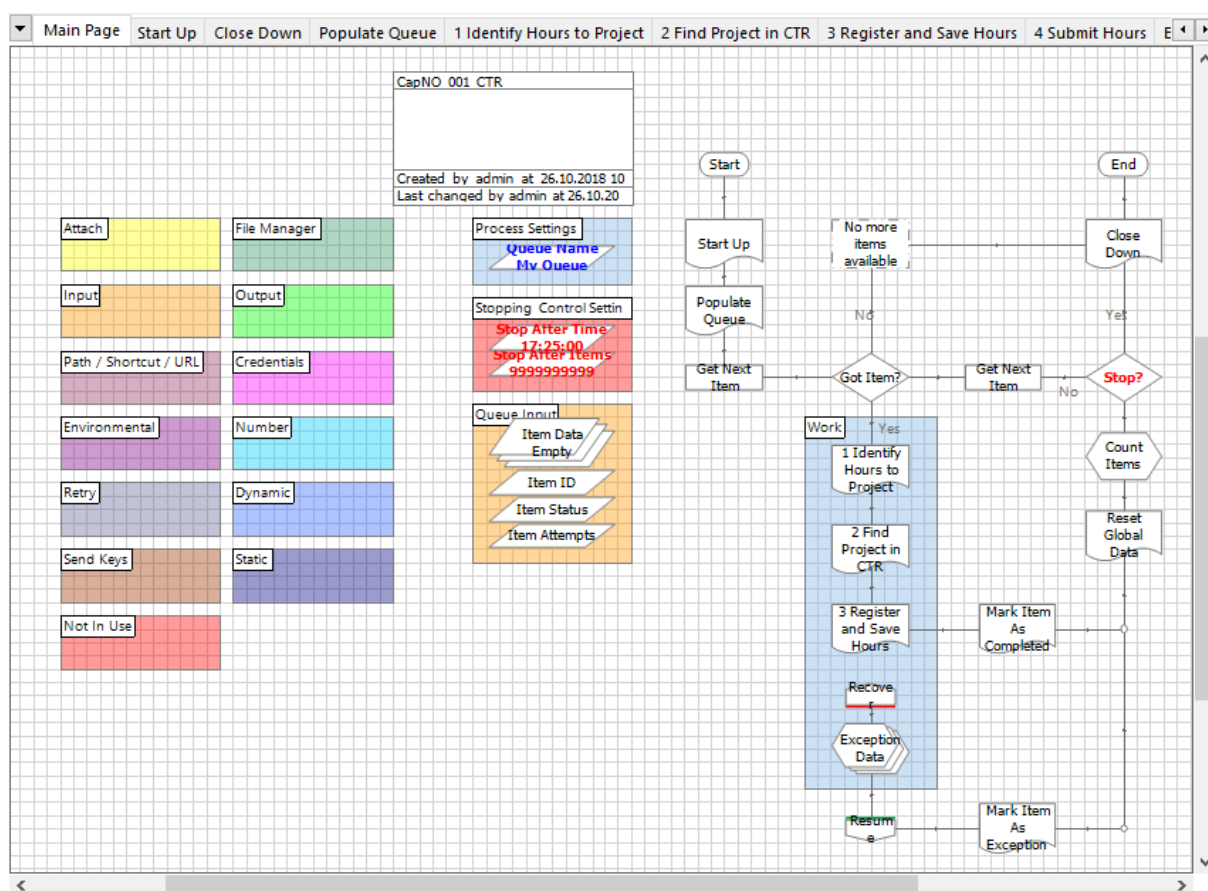 Main Page
Start Up
Close Down
Populate Queue
1 Identify Hours to Project
2 Find Project in CTR
3 Register and Save Hours
4 Submit Hours
E
CapNO 001 CTR
Created by admin at 26.10.2018 10
Last changed by admin at 26.10.20
Attach
File Manager
Input
Output
Path / Shortcut / URL
Credentials
Environmental
Number
Retry
Dynamic
Send Keys
Static
Not In Use
Process Settings
Queue Name
My Queue
Stopping Control Settin
Stop After Time
17:25:00
Stop After Items
9999999999
Queue Input
Item Data
Empty
Item ID
Item Status
Item Attempts
Start
Start Up
Populate
Queue
Get Next
Item
No more
items
available
No
Got Item?
Yes
Get Next
Item
No
Stop?
Yes
Close
Down
End
Work
1 Identify
Hours to
Project
2 Find
Project in
CTR
3 Register
and Save
Hours
Recove
r
Exception
Data
Resum
e
Mark Item
As
Completed
Mark Item
As
Exception
Count
Items
Reset
Global
Data